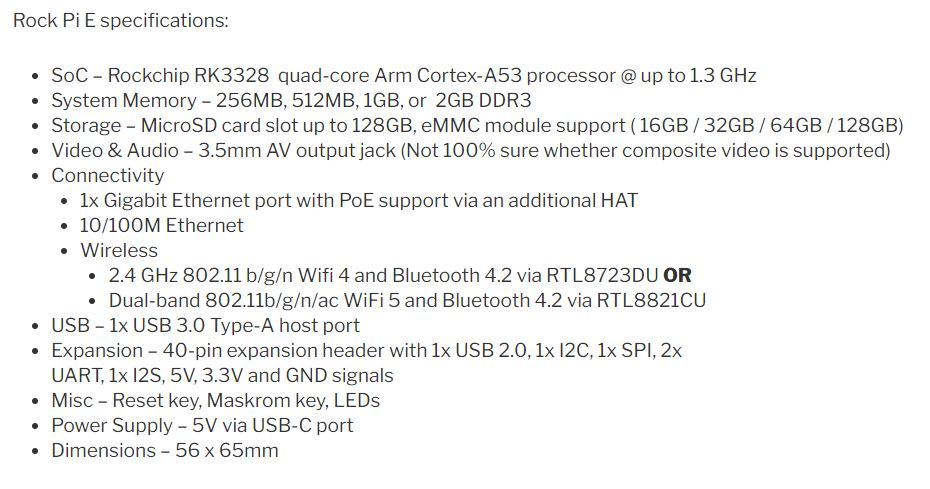 Rock Pi E specifications:
• SoC – Rockchip RK3328 quad-core Arm Cortex-A53 processor @ up to 1.3 GHz
• System Memory – 256MB, 512MB, 1GB, or 2GB DDR3
• Storage – MicroSD card slot up to 128GB, eMMC module support ( 16GB / 32GB / 64GB / 128GB)
• Video & Audio – 3.5mm AV output jack (Not 100% sure whether composite video is supported)
• Connectivity
• 1x Gigabit Ethernet port with PoE support via an additional HAT
• 10/100M Ethernet
• Wireless
• 2.4 GHz 802.11 b/g/n Wifi 4 and Bluetooth 4.2 via RTL8723DU OR
• Dual-band 802.11b/g/n/ac WiFi 5 and Bluetooth 4.2 via RTL8821CU
• USB – 1x USB 3.0 Type-A host port
• Expansion – 40-pin expansion header with 1x USB 2.0, 1x I2C, 1x SPI, 2x
UART, 1x I2S, 5V, 3.3V and GND signals
• Misc – Reset key, Maskrom key, LEDs
• Power Supply – 5V via USB-C port
• Dimensions – 56 x 65mm